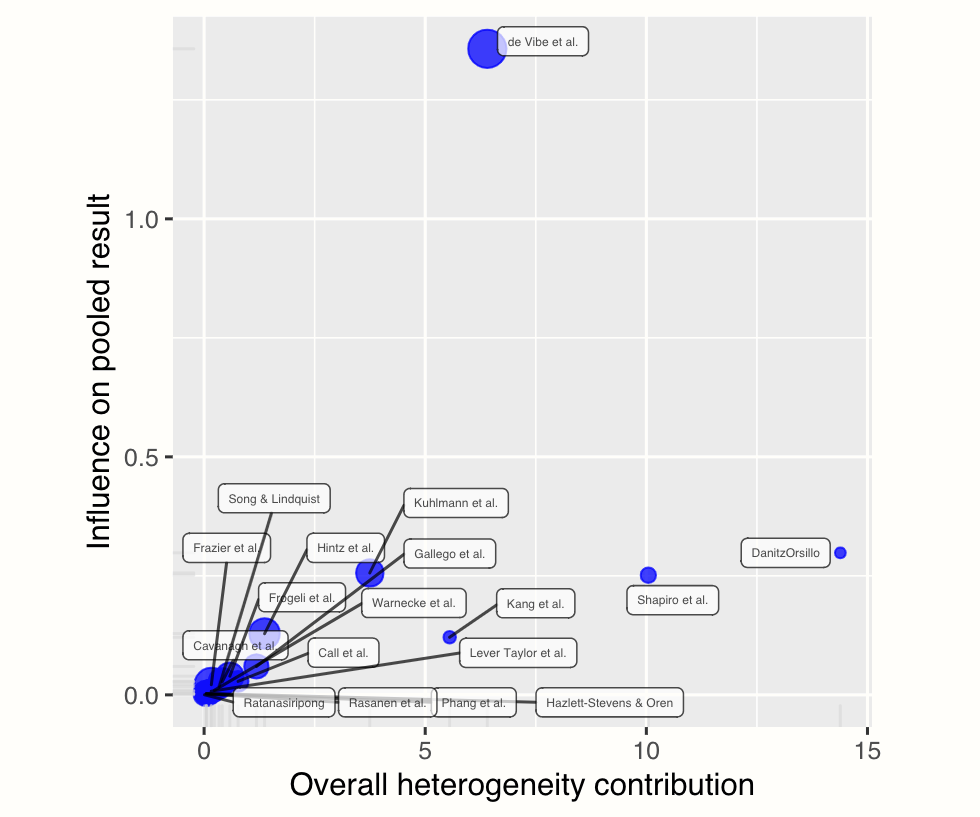 Influence on pooled result
de Vibe et al.
1.0
0.5
Song & Lindquist
Kuhlmann et al.
Frazier et al.
Hintz et al.
Gallego et al.
DanitzOrsillo
Frögeli et al.
Warnecke et al.
Kang et al.
Shapiro et al.
Cavanagh et al.
Call et al.
Lever Taylor et al.
0.0
Ratanasiripong
Rasanen et al.
Phang et al.
Hazlett-Stevens & Oren
0
5
10
15
Overall heterogeneity contribution